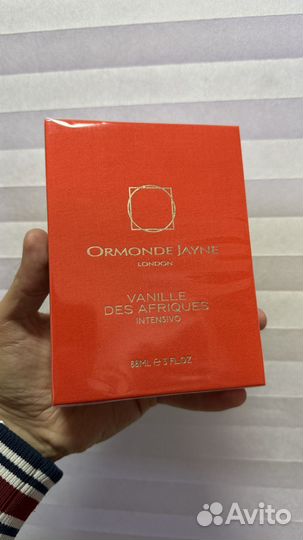 ORMONDE JAYNE
LONDON
VANILLE
DES AFRIQUES
INTENSIVO
88ML e 3 FL.OZ
Avito